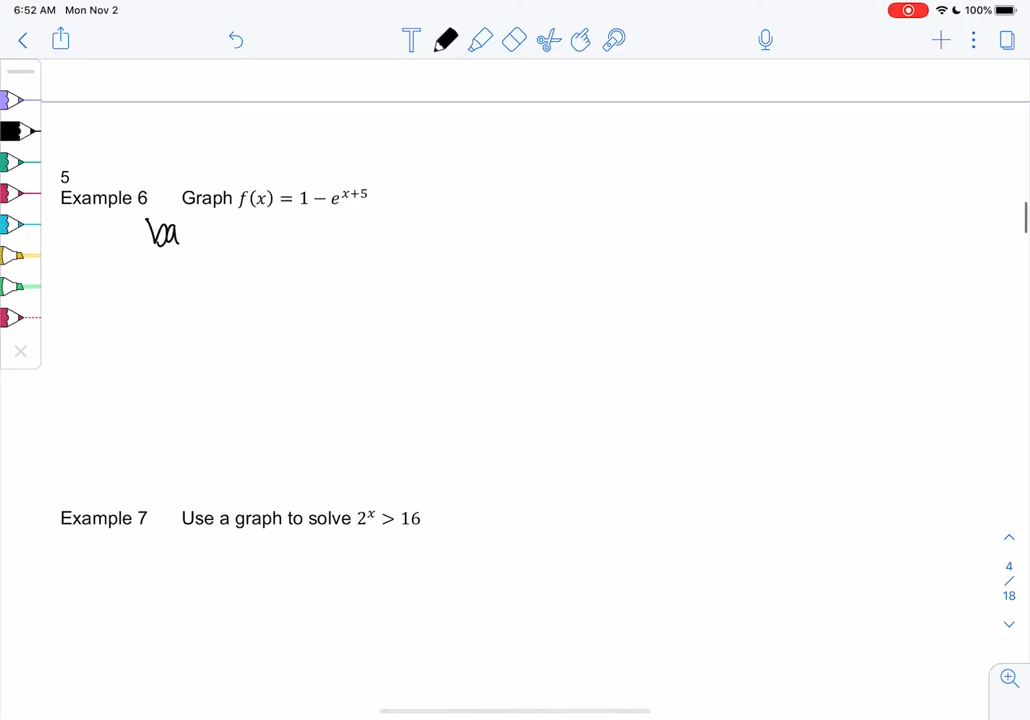 6:52 AM Mon Nov 2
100%
5
Example 6 Graph f(x) = 1 − e^{x+5}
ba
Example 7 Use a graph to solve 2^x > 16
4
/
18